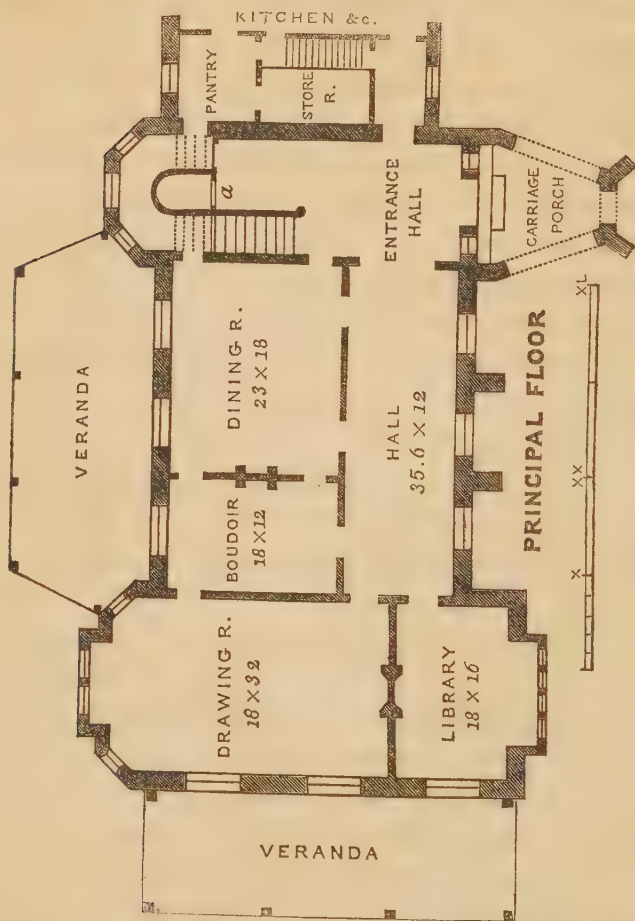 KITCHEN &c.
PANTRY
STORE
R.
a
ENTRANCE
HALL
CARRIAGE
PORCH
VERANDA
DINING R.
23 × 18
HALL
35.6 × 12
BOUDOIR
18 × 12
DRAWING R.
18 × 32
LIBRARY
18 × 16
VERANDA
PRINCIPAL FLOOR
X
XX
XL